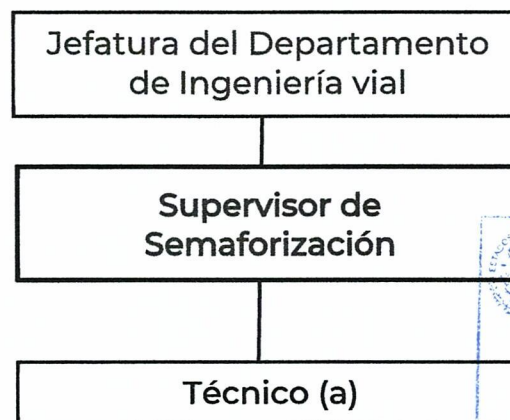 Jefatura del Departamento
de Ingeniería vial
Supervisor de
Semaforización
Técnico (a)